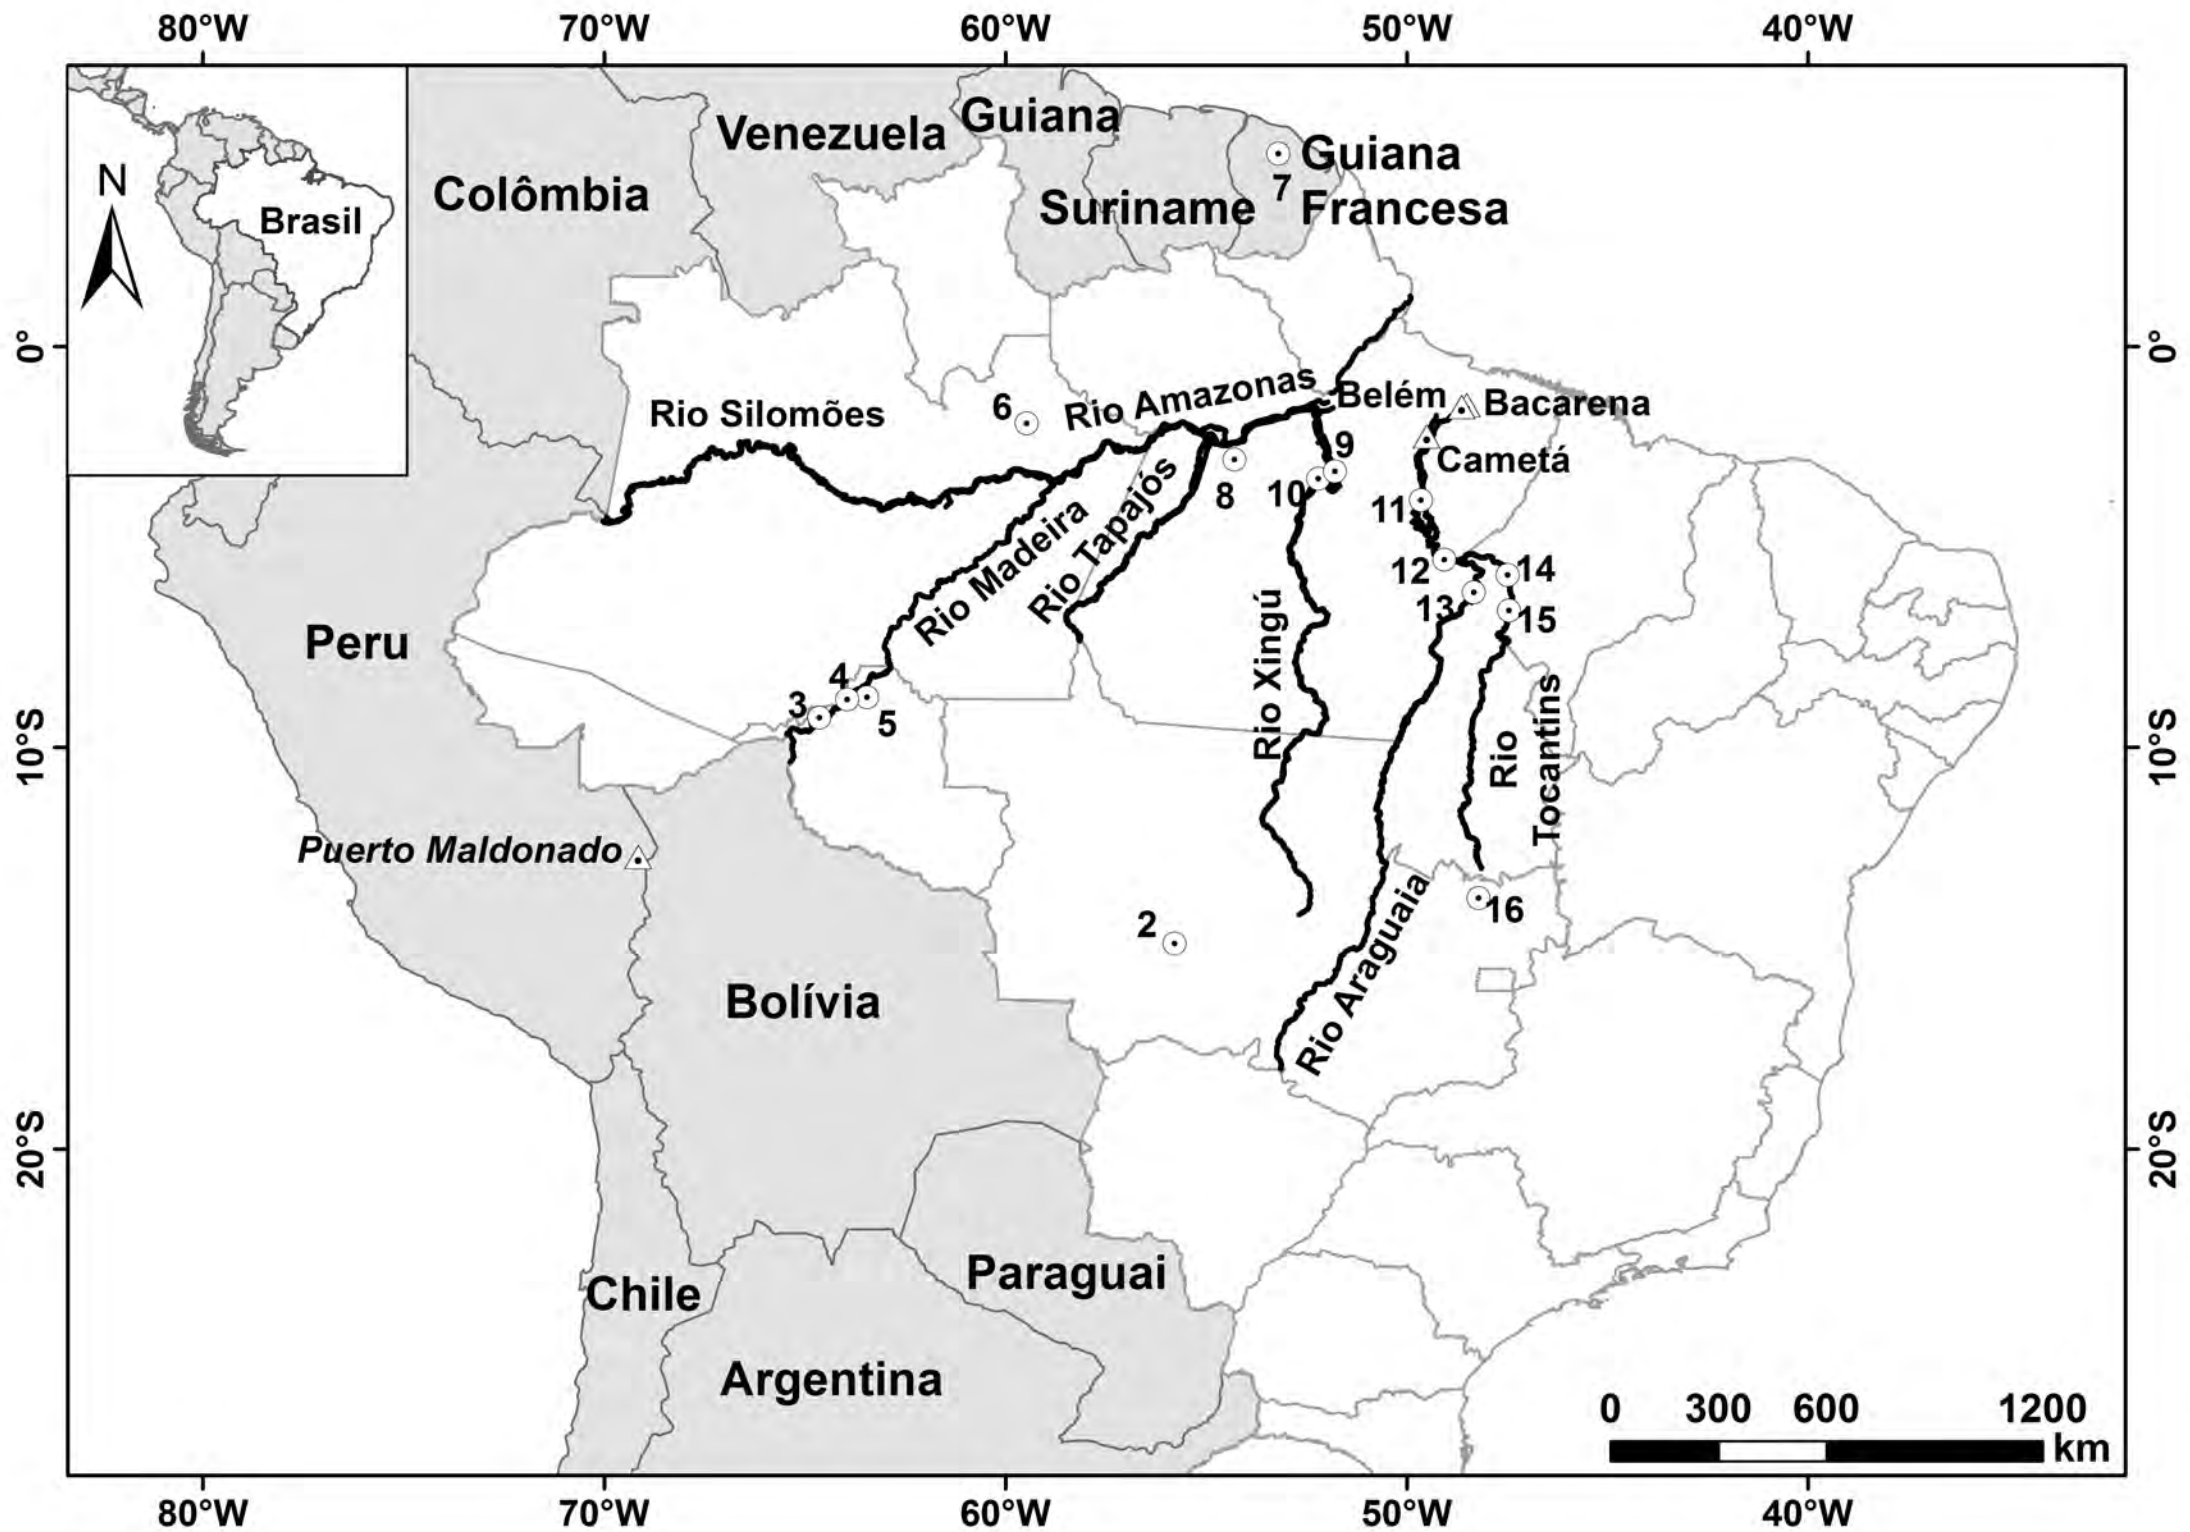 80°W 70°W 60°W 50°W 40°W
N
Brasil
Colômbia
Venezuela
Guiana
Suriname
7
Guiana
Francesa
0°
0°
Rio Silomões
6
Rio Amazonas
Belém
Bacarena
Cametá
9
8
10
11
12
13
14
15
Rio Madeira
Rio Tapajós
Rio Xingú
Peru
3
4
5
10°S
10°S
Rio
Tocantins
Puerto Maldonado
2
16
Rio Araguaia
Bolívia
20°S
20°S
Paraguai
Chile
Argentina
0 300 600 1200
km
80°W 70°W 60°W 50°W 40°W